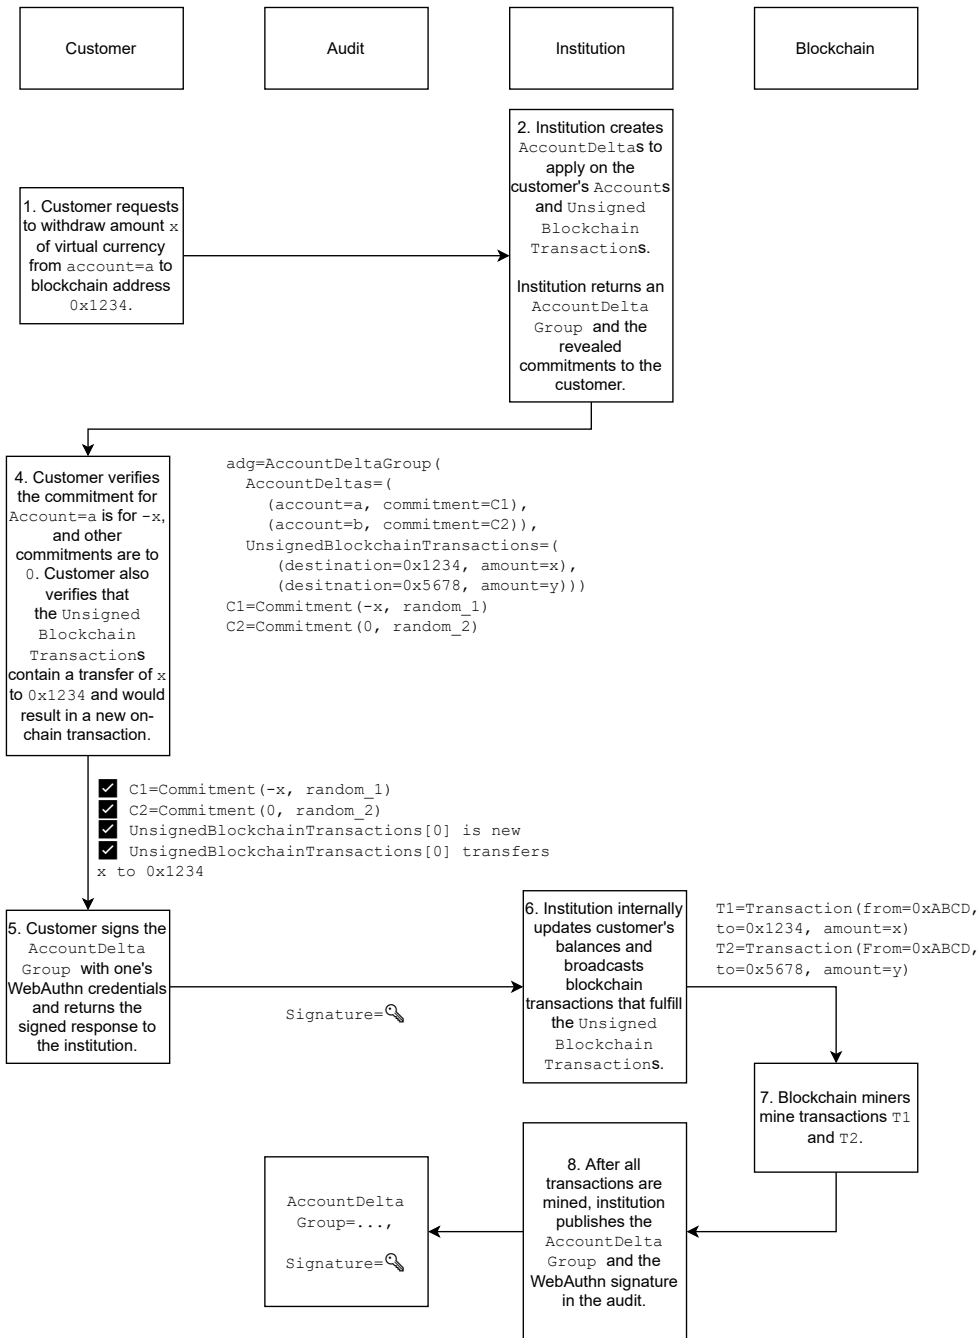 Customer
Audit
Institution
Blockchain
2. Institution creates
AccountDeltas to
apply on the
customer's Accounts
and Unsigned
Blockchain
Transactions.
Institution returns an
AccountDelta
Group and the
revealed
commitments to the
customer.
1. Customer requests
to withdraw amount x
of virtual currency
from account=a to
blockchain address
0x1234.
4. Customer verifies
the commitment for
Account=a is for -x,
and other
commitments are to
0. Customer also
verifies that
the Unsigned
Blockchain
Transactions
contain a transfer of x
to 0x1234 and would
result in a new on-
chain transaction.
adg=AccountDeltaGroup(
AccountDeltas=(
(account=a, commitment=C1),
(account=b, commitment=C2)),
UnsignedBlockchainTransactions=(
(destination=0x1234, amount=x),
(desitnation=0x5678, amount=y)))
C1=Commitment(-x, random_1)
C2=Commitment(0, random_2)
C1=Commitment(-x, random_1)
C2=Commitment(0, random_2)
UnsignedBlockchainTransactions[0] is new
UnsignedBlockchainTransactions[0] transfers
x to 0x1234
5. Customer signs the
AccountDelta
Group with one's
WebAuthn credentials
and returns the
signed response to
the institution.
Signature=
6. Institution internally
updates customer's
balances and
broadcasts
blockchain
transactions that fulfill
the Unsigned
Blockchain
Transactions.
T1=Transaction(from=0xABCD,
to=0x1234, amount=x)
T2=Transaction(From=0xABCD,
to=0x5678, amount=y)
7. Blockchain miners
mine transactions T1
and T2.
8. After all
transactions are
mined, institution
publishes the
AccountDelta
Group and the
WebAuthn signature
in the audit.
AccountDelta
Group=...,
Signature=